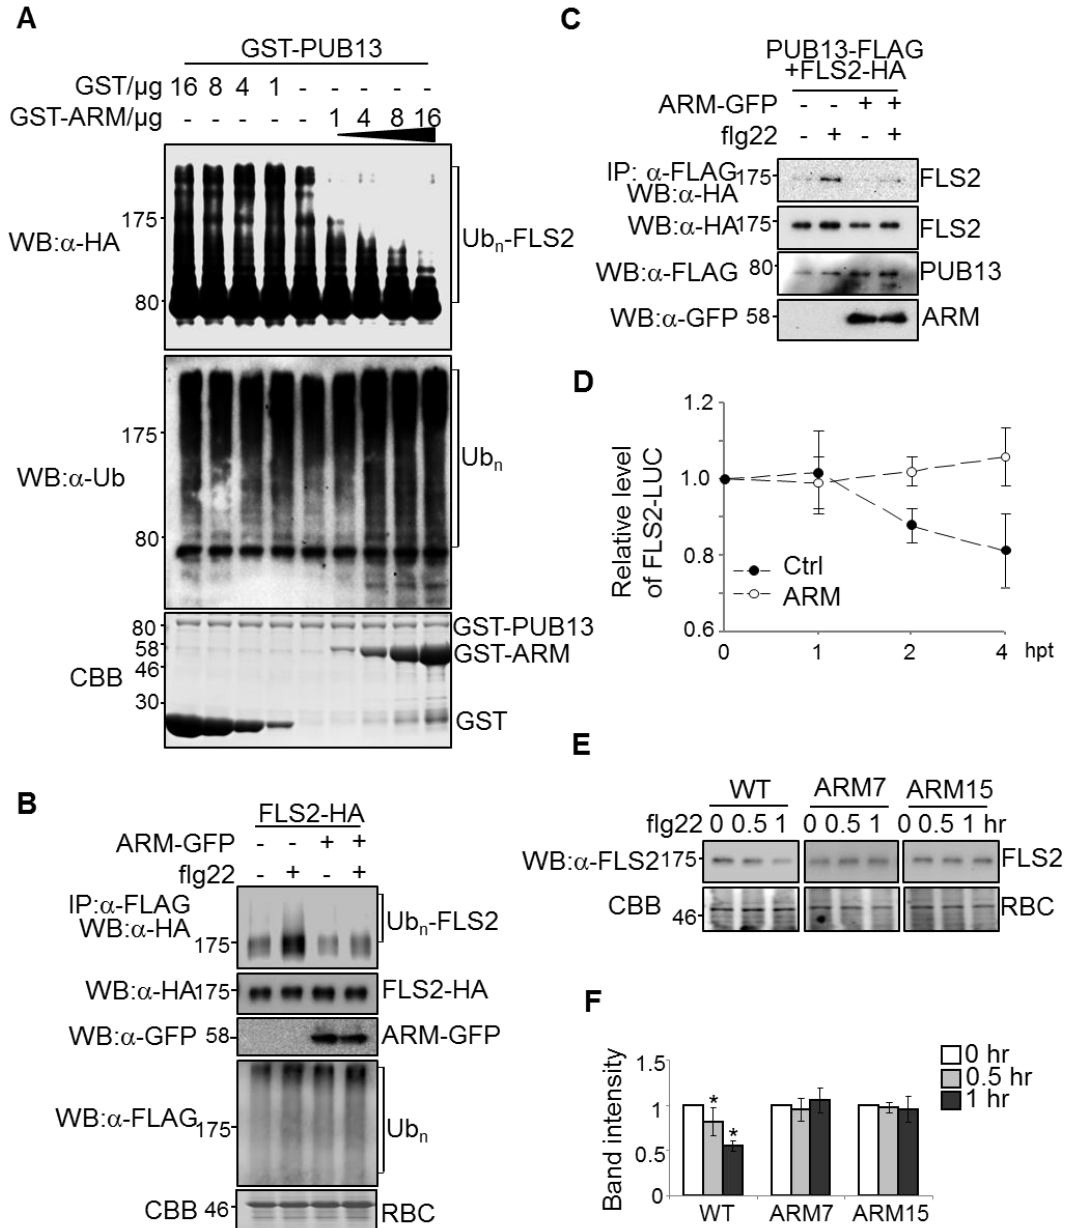 A
GST-PUB13
GST/µg 16 8 4 1 - - - - -
GST-ARM/µg - - - - - 1 4 8 16
WB:α-HA
175
80
Ubn-FLS2
WB:α-Ub
175
80
Ubn
CBB
80
58
46
30
GST-PUB13
GST-ARM
GST
B
FLS2-HA
ARM-GFP - - + +
flg22 - + - +
IP:α-FLAG
WB:α-HA
175
Ubn-FLS2
WB:α-HA 175 FLS2-HA
WB:α-GFP 58 ARM-GFP
WB:α-FLAG 175 Ubn
CBB 46 RBC
C
PUB13-FLAG
+FLS2-HA
ARM-GFP - - + +
flg22 - + - +
IP: α-FLAG
WB:α-HA
175 FLS2
WB:α-HA 175 FLS2
WB:α-FLAG 80 PUB13
WB:α-GFP 58 ARM
D
Relative level
of FLS2-LUC
1.2
1.0
0.8
0.6
Ctrl
ARM
0 1 2 4 hpt
E
WT ARM7 ARM15
flg22 0 0.5 1 0 0.5 1 0 0.5 1 hr
WB:α-FLS2 175 FLS2
CBB 46 RBC
F
Band intensity
1.5
1
0.5
0
* *
0 hr
0.5 hr
1 hr
WT ARM7 ARM15